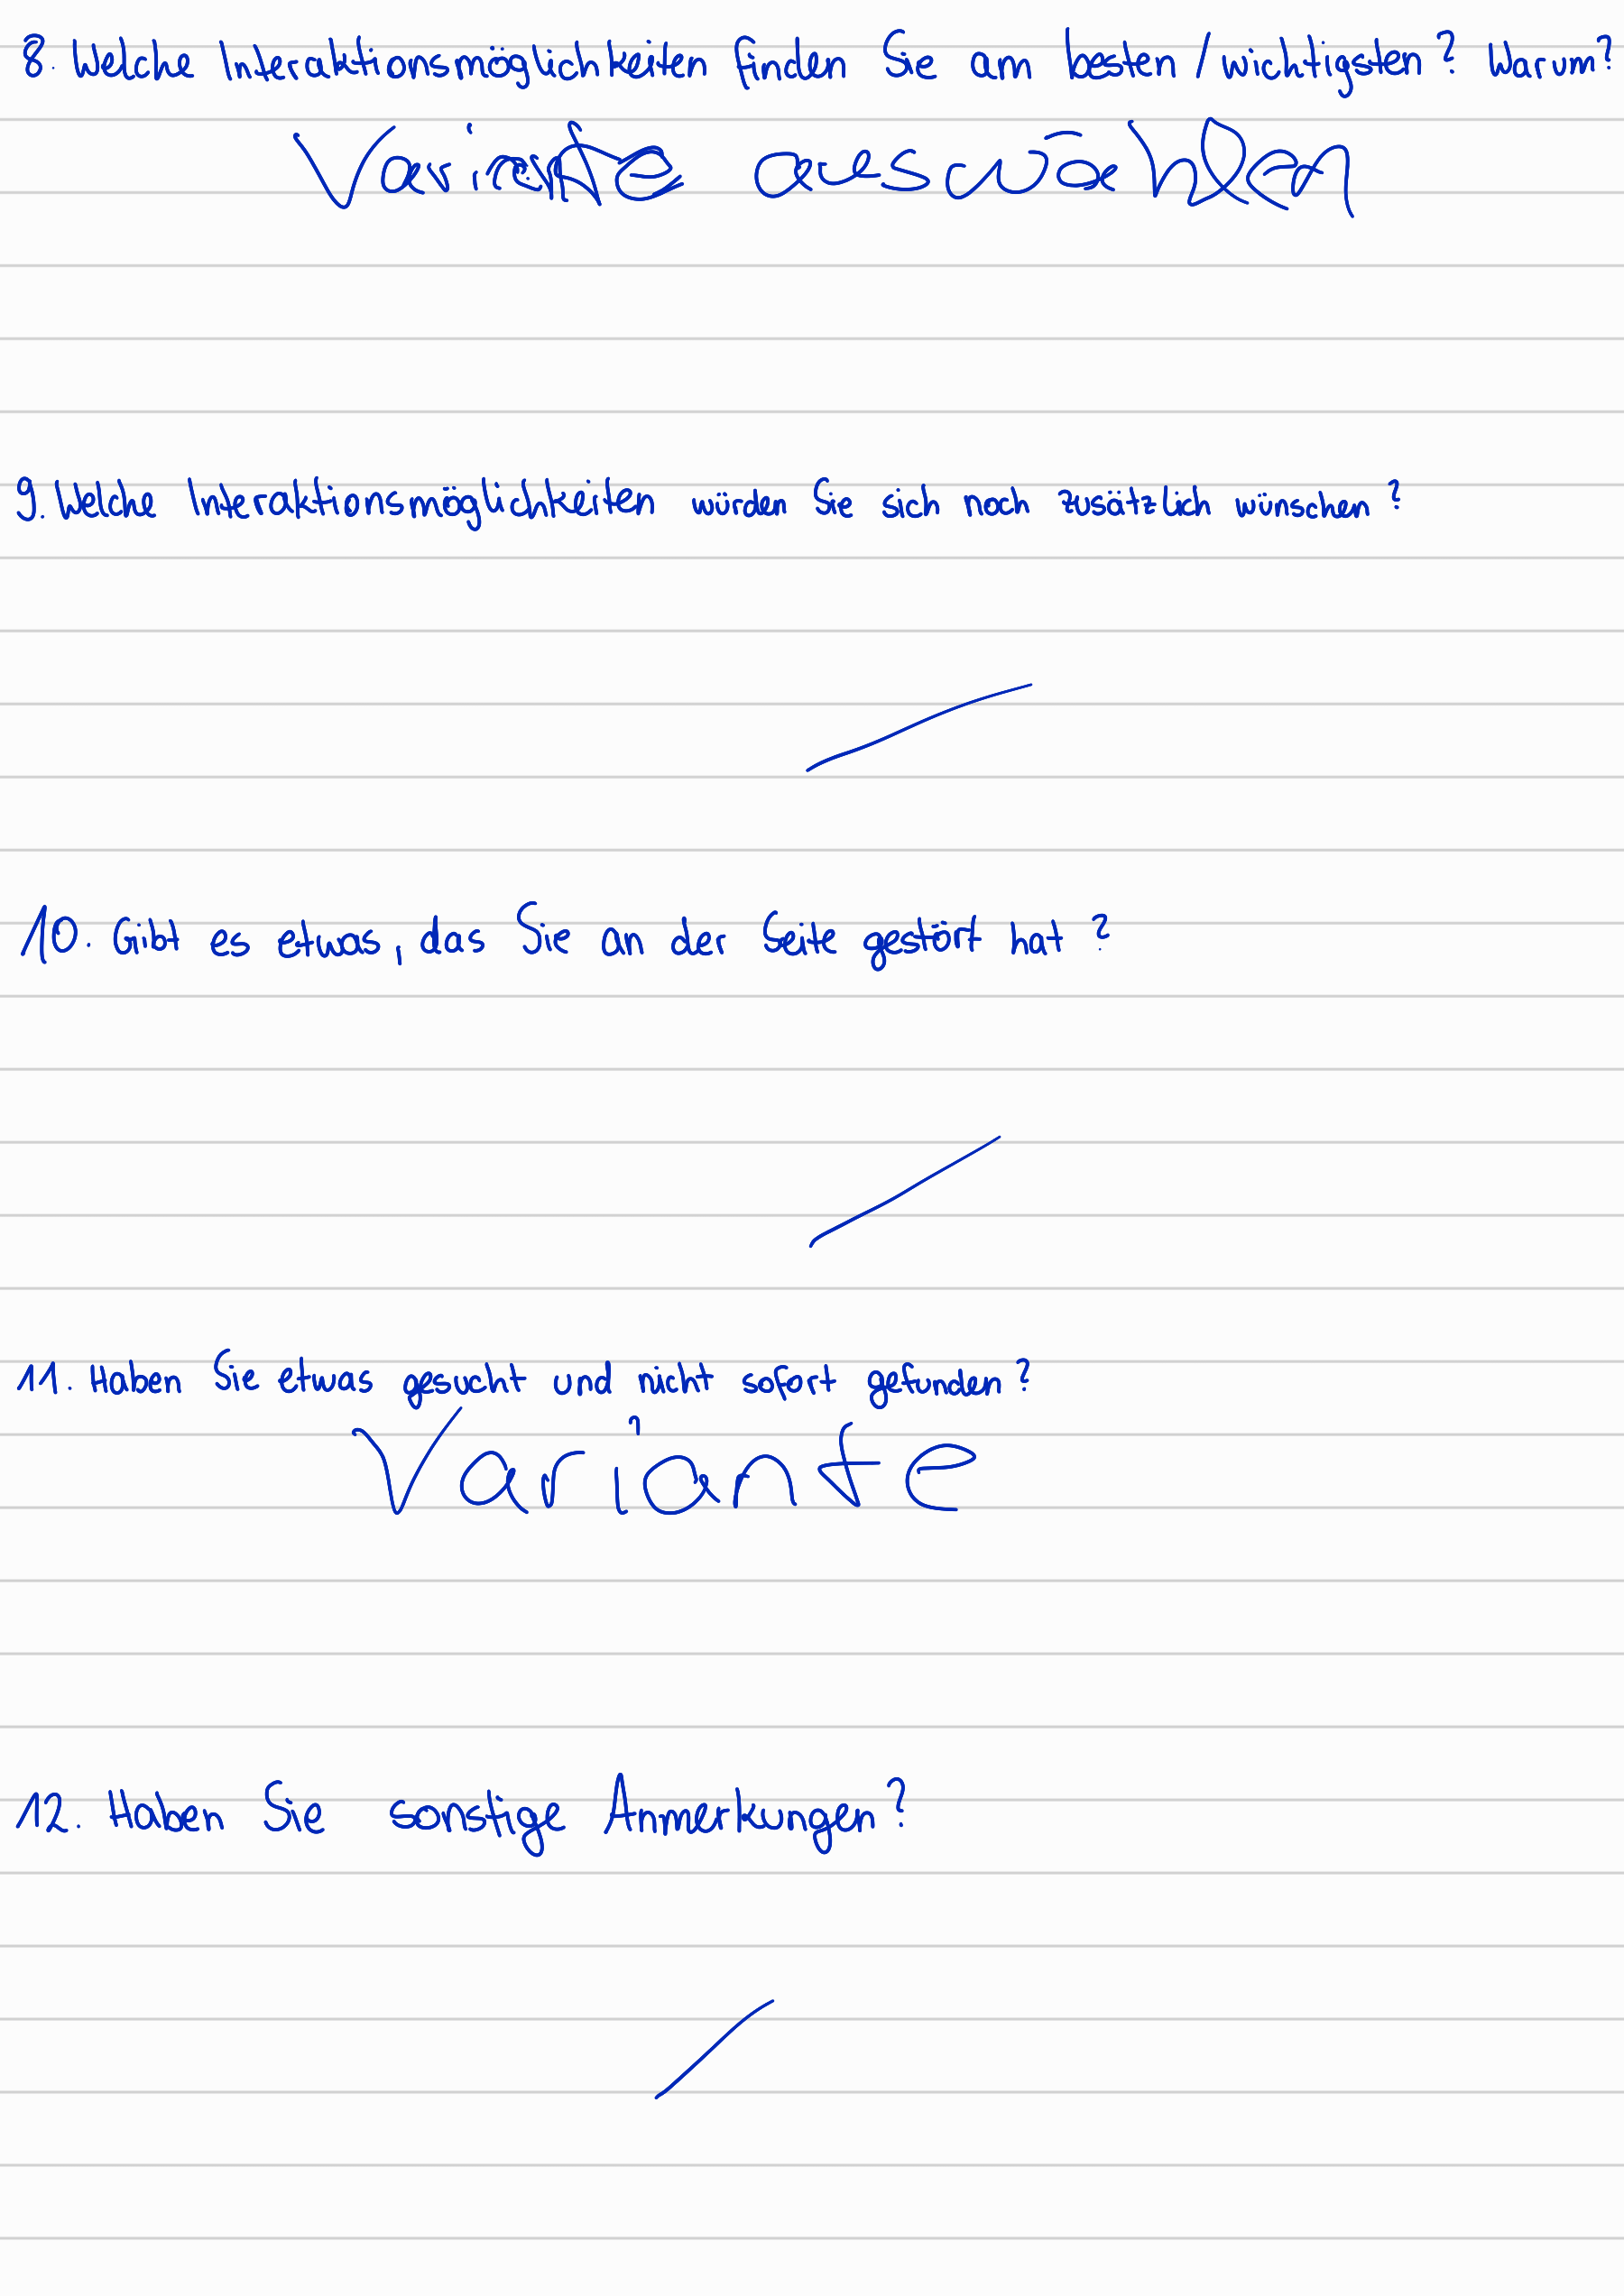 8. Welche Interaktionsmöglichkeiten finden Sie am besten / wichtigsten? Warum?
Variante auswählen
9. Welche Interaktionsmöglichkeiten würden Sie sich noch zusätzlich wünschen?
10. Gibt es etwas, das Sie an der Seite gestört hat?
11. Haben Sie etwas gesucht und nicht sofort gefunden?
Variante
12. Haben Sie sonstige Anmerkungen?